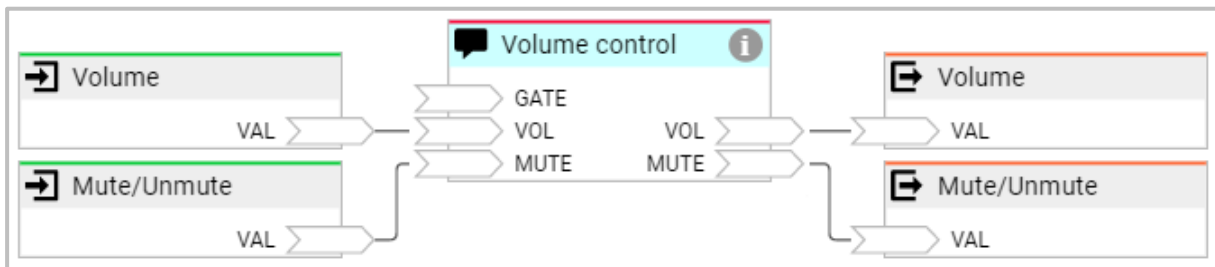 Volume
VAL
Mute/Unmute
VAL
Volume control
i
GATE
VOL VOL
MUTE MUTE
Volume
VAL
Mute/Unmute
VAL